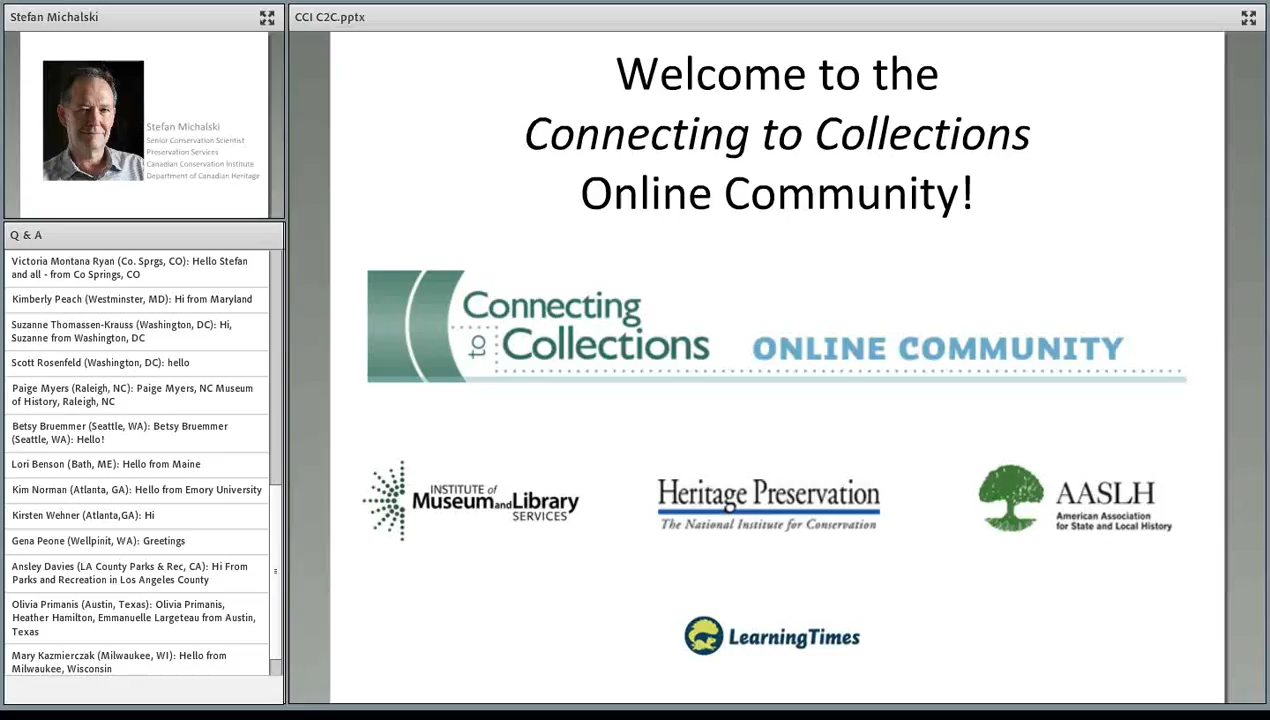 Stefan Michalski
Stefan Michalski
Senior Conservation Scientist
Preservation Services
Canadian Conservation Institute
Department of Canadian Heritage
Q & A
Victoria Montana Ryan (Co. Sprgs, CO): Hello Stefan
and all - from Co Springs, CO
Kimberly Peach (Westminster, MD): Hi from Maryland
Suzanne Thomassen-Krauss (Washington, DC): Hi,
Suzanne from Washington, DC
Scott Rosenfeld (Washington, DC): hello
Paige Myers (Raleigh, NC): Paige Myers, NC Museum
of History, Raleigh, NC
Betsy Bruemmer (Seattle, WA): Betsy Bruemmer
(Seattle, WA): Hello!
Lori Benson (Bath, ME): Hello from Maine
Kim Norman (Atlanta, GA): Hello from Emory University
Kirsten Wehner (Atlanta,GA): Hi
Gena Peone (Wellpinit, WA): Greetings
Ansley Davies (LA County Parks & Rec, CA): Hi From
Parks and Recreation in Los Angeles County
Olivia Primanis (Austin, Texas): Olivia Primanis,
Heather Hamilton, Emmanuelle Largeteau from Austin,
Texas
Mary Kazmierczak (Milwaukee, WI): Hello from
Milwaukee, Wisconsin
CCI C2C.pptx
Welcome to the
Connecting to Collections
Online Community!
Connecting
to Collections
ONLINE COMMUNITY
INSTITUTE of
Museum and Library
SERVICES
Heritage Preservation
The National Institute for Conservation
AASLH
American Association
for State and Local History
LearningTimes